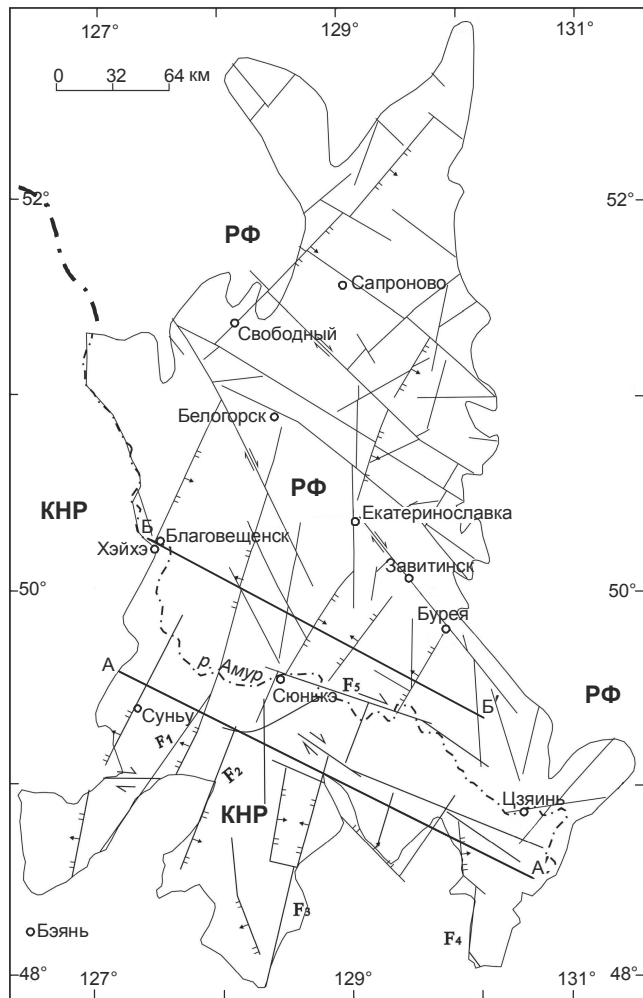 127°
129°
131°
0 32 64 км
52°
52°
РФ
Сапроново
Свободный
Белогорск
РФ
КНР
Екатеринославка
Б
Благовещенск
Хэйхэ
Завитинск
50°
50°
Бурея
А
р. Амур
F5
Сюнькэ
Б'
РФ
Суньу
F1
F2
КНР
Цзяинь
А'
F3
F4
Бэянь
48°
48°
127°
129°
131°